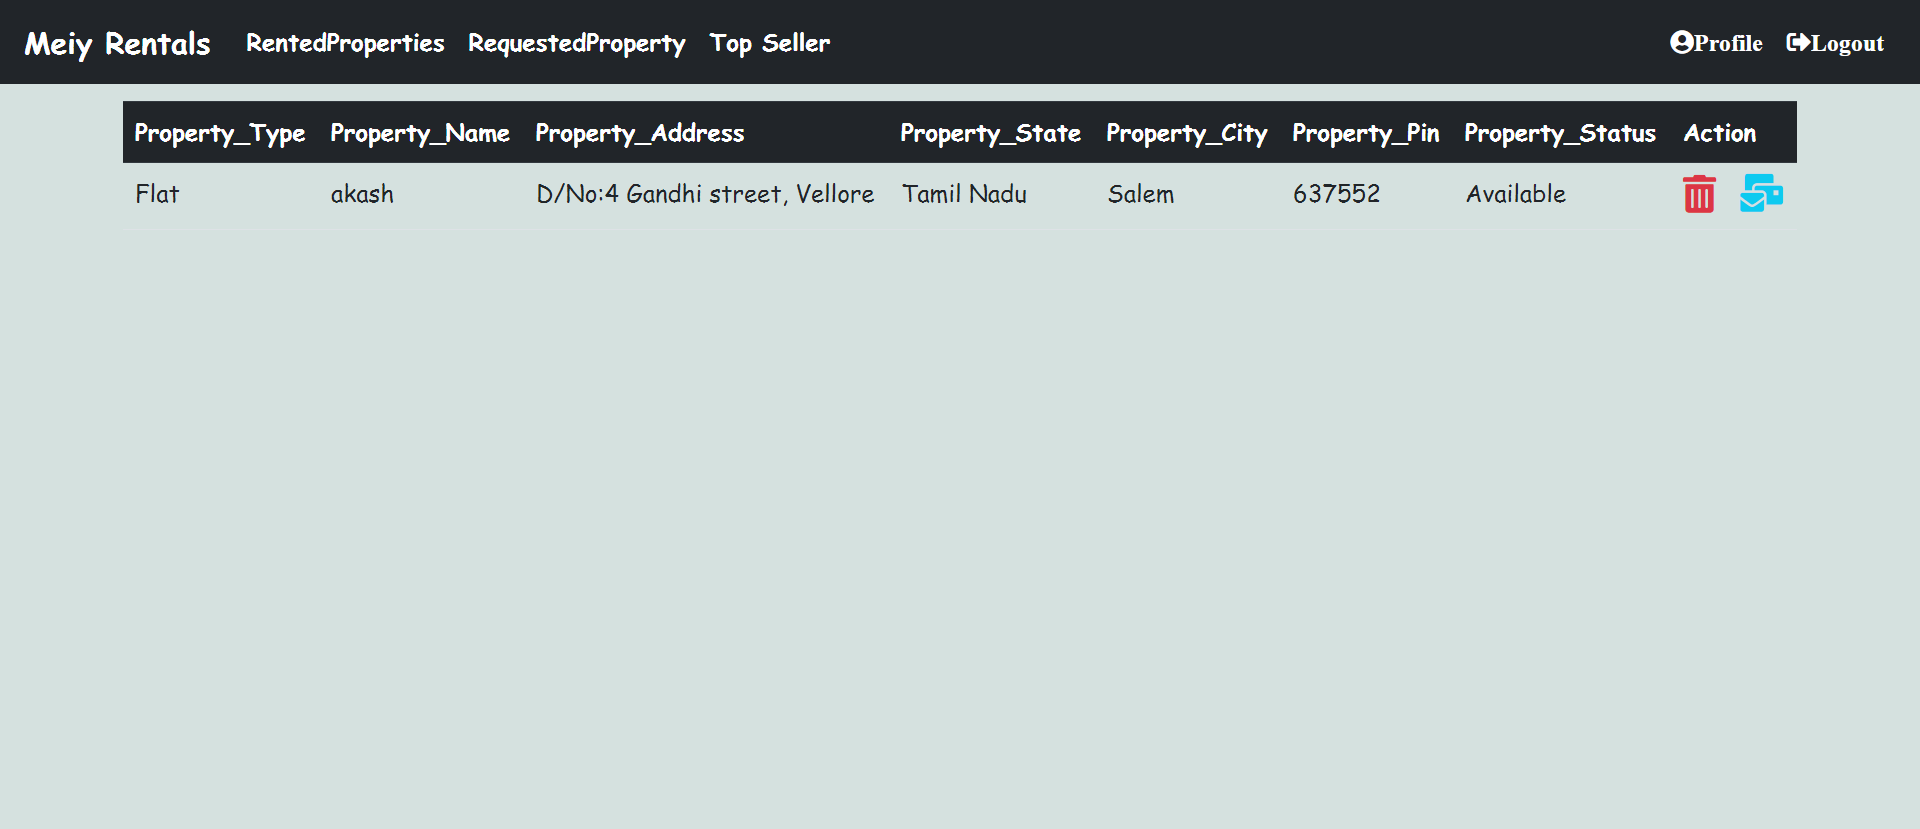 Meiy Rentals RentedProperties RequestedProperty Top Seller Profile Logout
Property_Type Property_Name Property_Address Property_State Property_City Property_Pin Property_Status Action
Flat akash D/No:4 Gandhi street, Vellore Tamil Nadu Salem 637552 Available